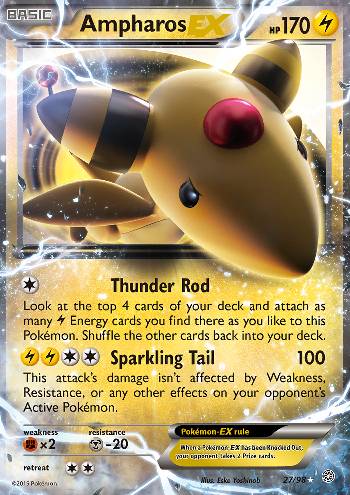 BASIC
Ampharos EX HP170
Thunder Rod
Look at the top 4 cards of your deck and attach as
many Energy cards you find there as you like to this
Pokémon. Shuffle the other cards back into your deck.
Sparkling Tail 100
This attack's damage isn't affected by Weakness,
Resistance, or any other effects on your opponent's
Active Pokémon.
weakness resistance
×2 -20
retreat
Pokémon-EX rule
When a Pokémon-EX has been Knocked Out,
your opponent takes 2 Prize cards.
©2015 Pokémon Illus. Eske Yoshinob 27/98